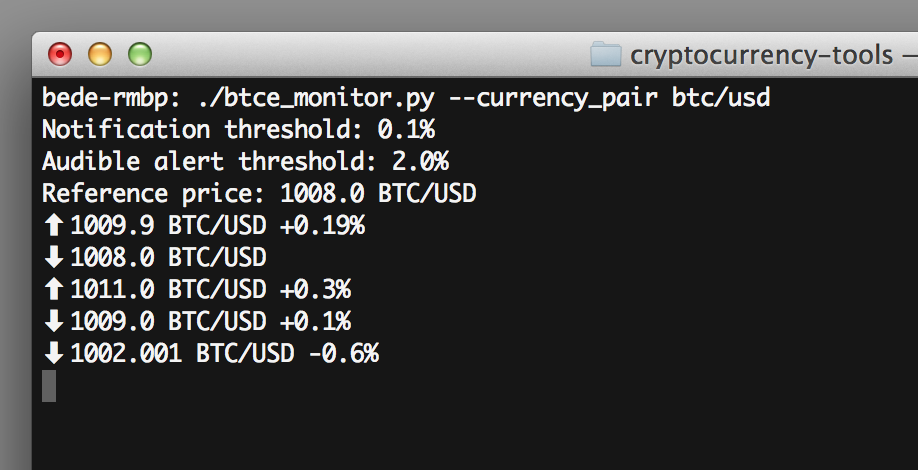 cryptocurrency-tools —
bede-rmbp: ./btce_monitor.py --currency_pair btc/usd
Notification threshold: 0.1%
Audible alert threshold: 2.0%
Reference price: 1008.0 BTC/USD
⬆1009.9 BTC/USD +0.19%
⬇1008.0 BTC/USD
⬆1011.0 BTC/USD +0.3%
⬇1009.0 BTC/USD +0.1%
⬇1002.001 BTC/USD -0.6%